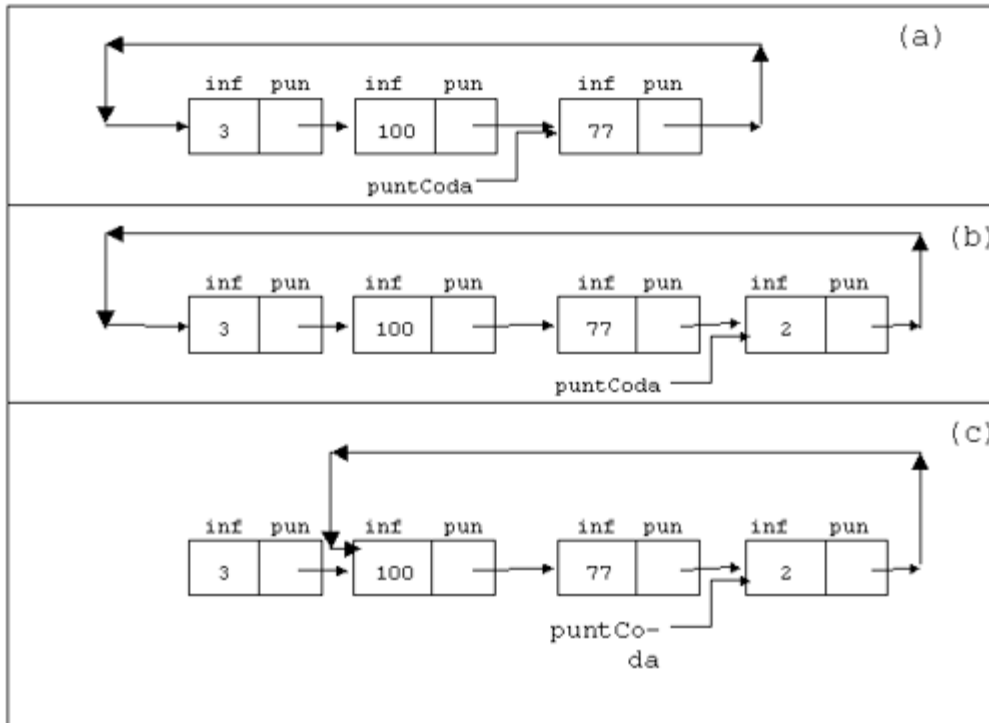 (a)
inf pun inf pun inf pun
3 100 77
puntCoda
(b)
inf pun inf pun inf pun inf pun
3 100 77 2
puntCoda
(c)
inf pun inf pun inf pun inf pun
3 100 77 2
puntCo-
da